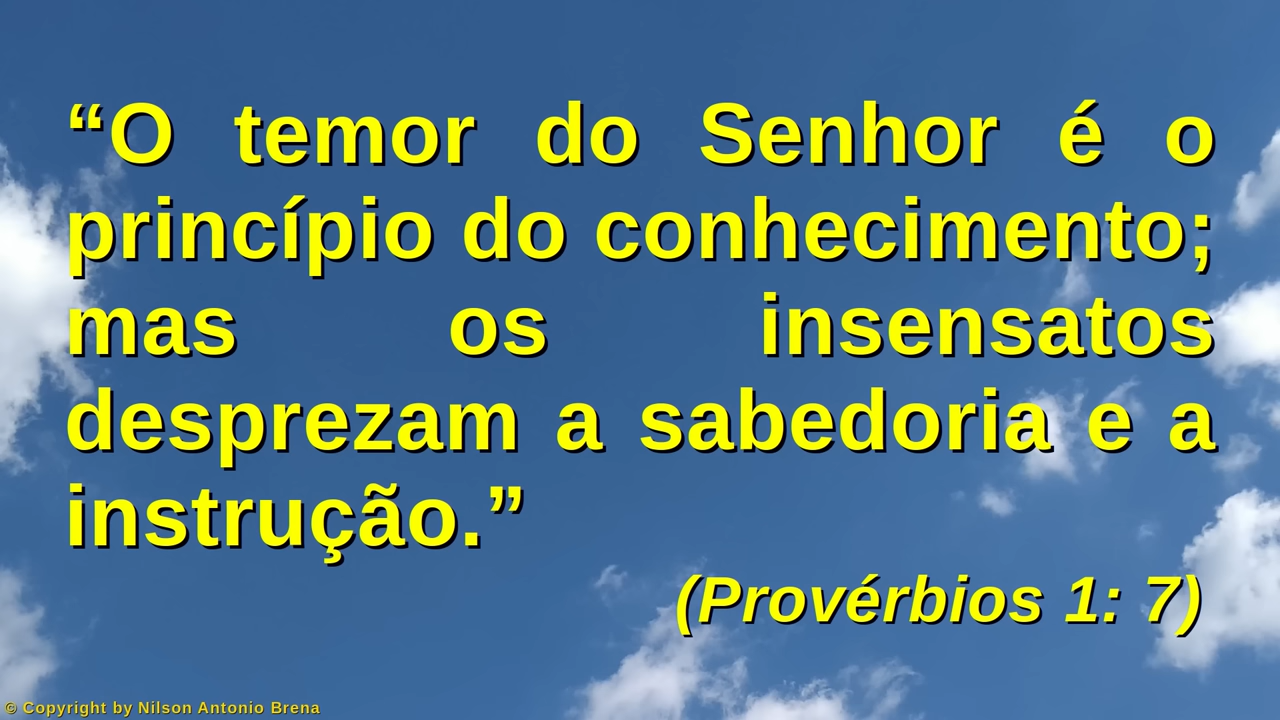 “O temor do Senhor é o
princípio do conhecimento;
mas os insensatos
desprezam a sabedoria e a
instrução.”
(Provérbios 1: 7)
© Copyright by Nilson Antonio Brena